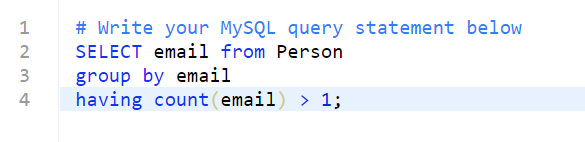 1 # Write your MySQL query statement below
2 SELECT email from Person
3 group by email
4 having count(email) > 1;